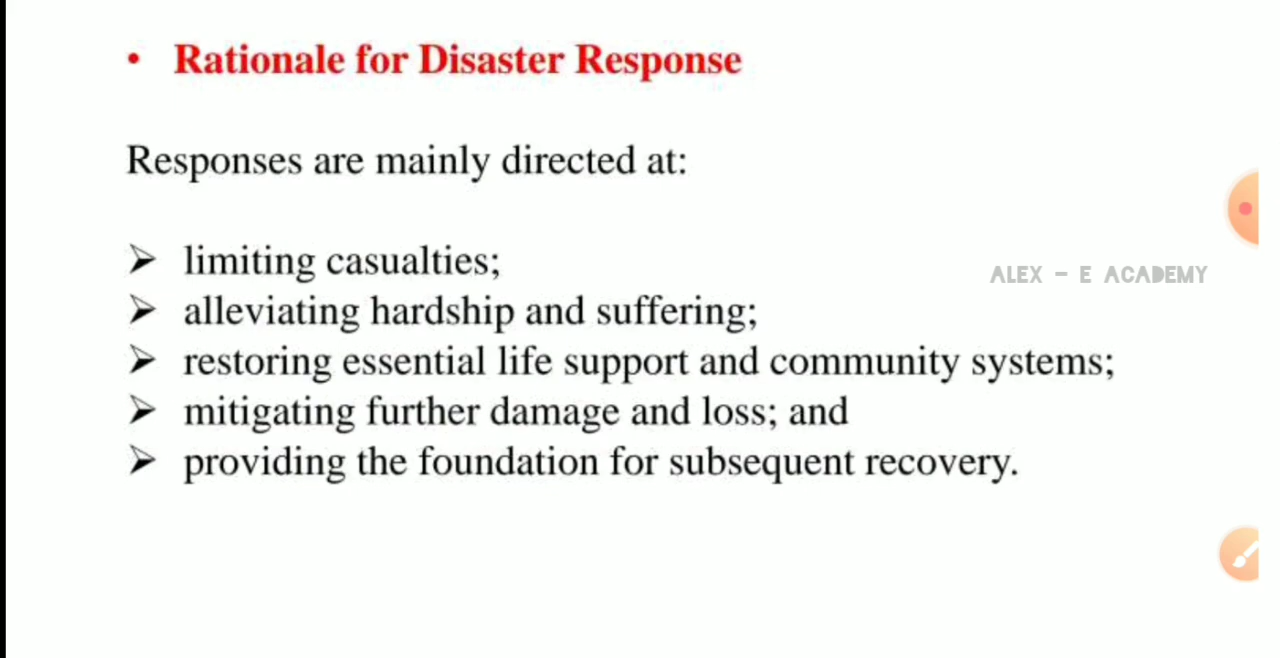 • Rationale for Disaster Response
Responses are mainly directed at:
➢ limiting casualties;
ALEX – E ACADEMY
➢ alleviating hardship and suffering;
➢ restoring essential life support and community systems;
➢ mitigating further damage and loss; and
➢ providing the foundation for subsequent recovery.